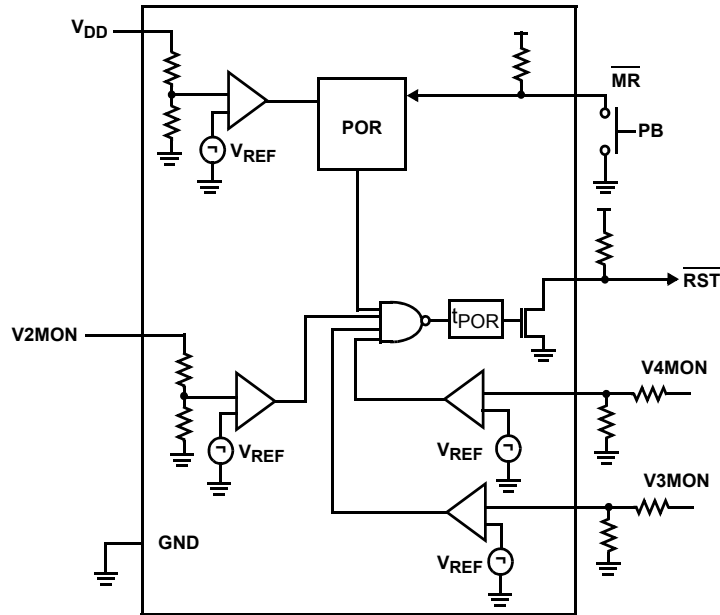 VDD
MR
POR
PB
VREF
RST
tPOR
V2MON
V4MON
VREF
VREF
V3MON
GND
VREF